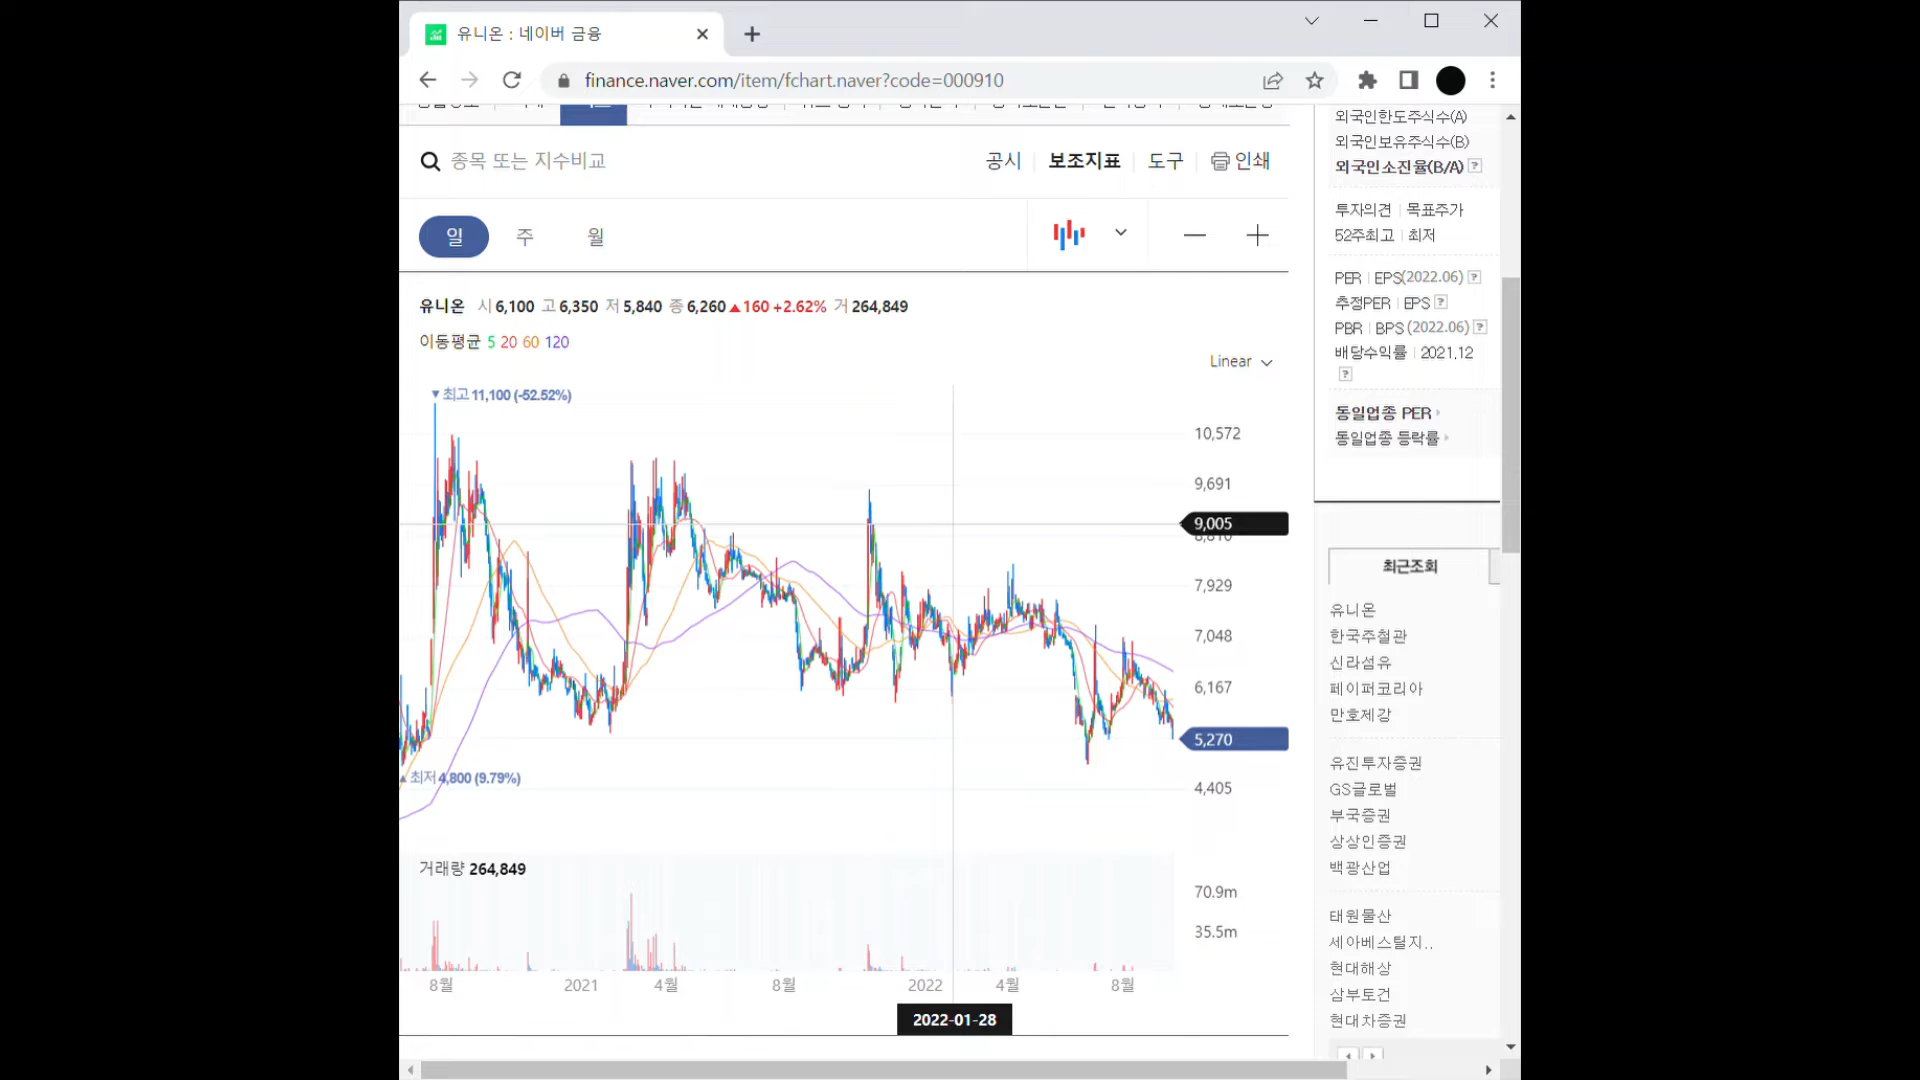 유니온 : 네이버 금융
finance.naver.com/item/fchart.naver?code=000910
종목 또는 지수비교
공시 보조지표 도구 인쇄
일 주 월
유니온 시 6,100 고 6,350 저 5,840 종 6,260 ▲160 +2.62% 거 264,849
이동평균 5 20 60 120
Linear
▼최고 11,100 (-52.52%)
10,572
9,691
9,005
8,810
7,929
7,048
6,167
5,270
4,405
▲최저 4,800 (9.79%)
거래량 264,849
70.9m
35.5m
8월 2021 4월 8월 2022 4월 8월
2022-01-28
외국인한도주식수(A)
외국인보유주식수(B)
외국인소진율(B/A) ?
투자의견 | 목표주가
52주최고 | 최저
PER | EPS(2022.06) ?
추정PER | EPS ?
PBR | BPS (2022.06) ?
배당수익률 | 2021.12
?
동일업종 PER
동일업종 등락률
최근조회
유니온
한국주철관
신라섬유
페이퍼코리아
만호제강
유진투자증권
GS글로벌
부국증권
상상인증권
백광산업
태원물산
세아베스틸지..
현대해상
삼부토건
현대차증권